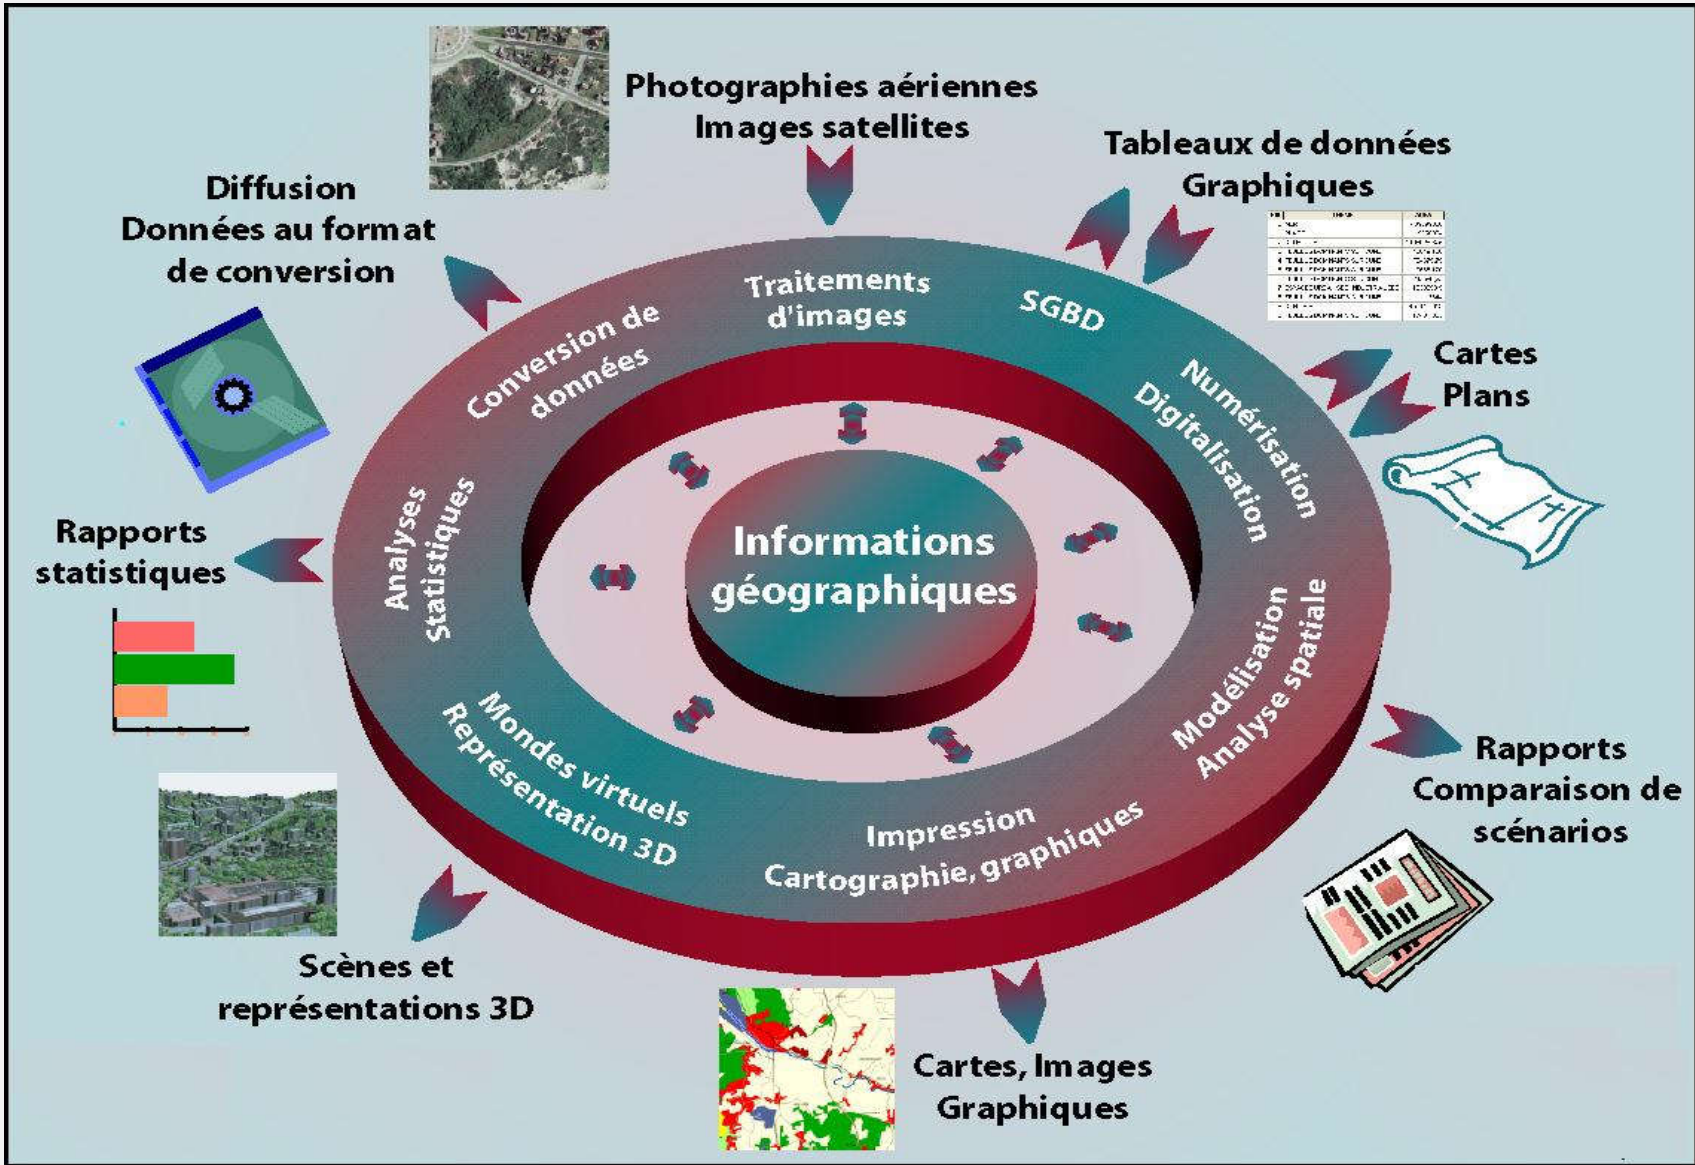 Photographies aériennes
Images satellites
Tableaux de données
Graphiques
Diffusion
Données au format
de conversion
Traitements
d'images
SGBD
Conversion de
données
Numérisation
Digitalisation
Cartes
Plans
Analyses
Statistiques
Informations
géographiques
Rapports
statistiques
Modélisation
Analyse spatiale
Mondes virtuels
Représentation 3D
Impression
Cartographie, graphiques
Rapports
Comparaison de
scénarios
Scènes et
représentations 3D
Cartes, Images
Graphiques